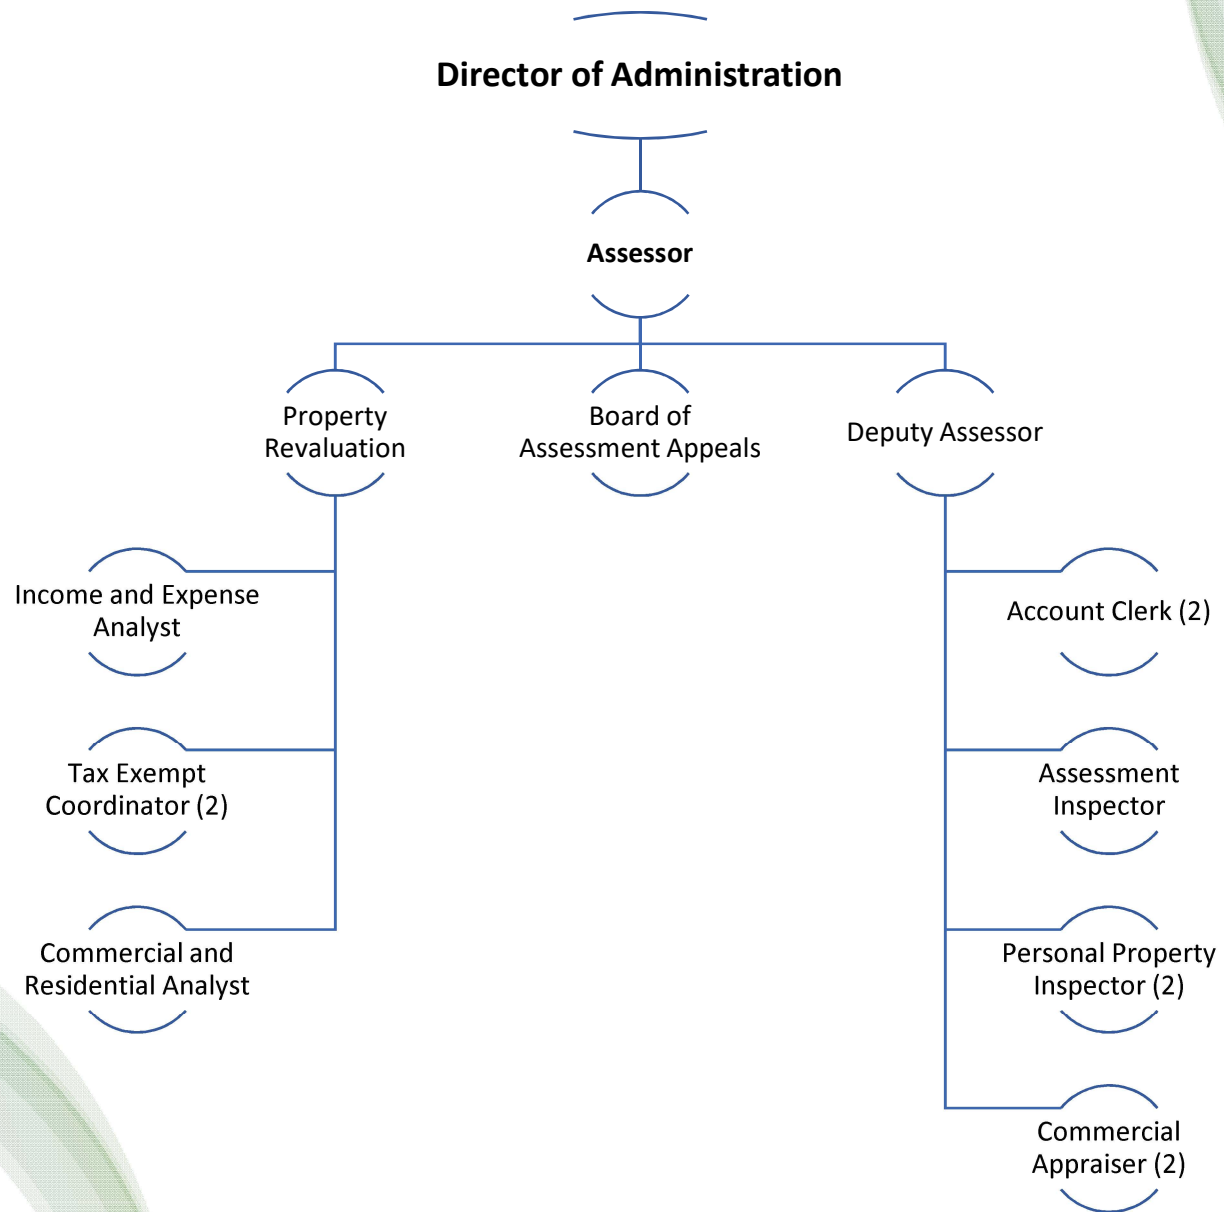 Director of Administration
Assessor
Property
Revaluation
Board of
Assessment Appeals
Deputy Assessor
Income and Expense
Analyst
Account Clerk (2)
Tax Exempt
Coordinator (2)
Assessment
Inspector
Commercial and
Residential Analyst
Personal Property
Inspector (2)
Commercial
Appraiser (2)